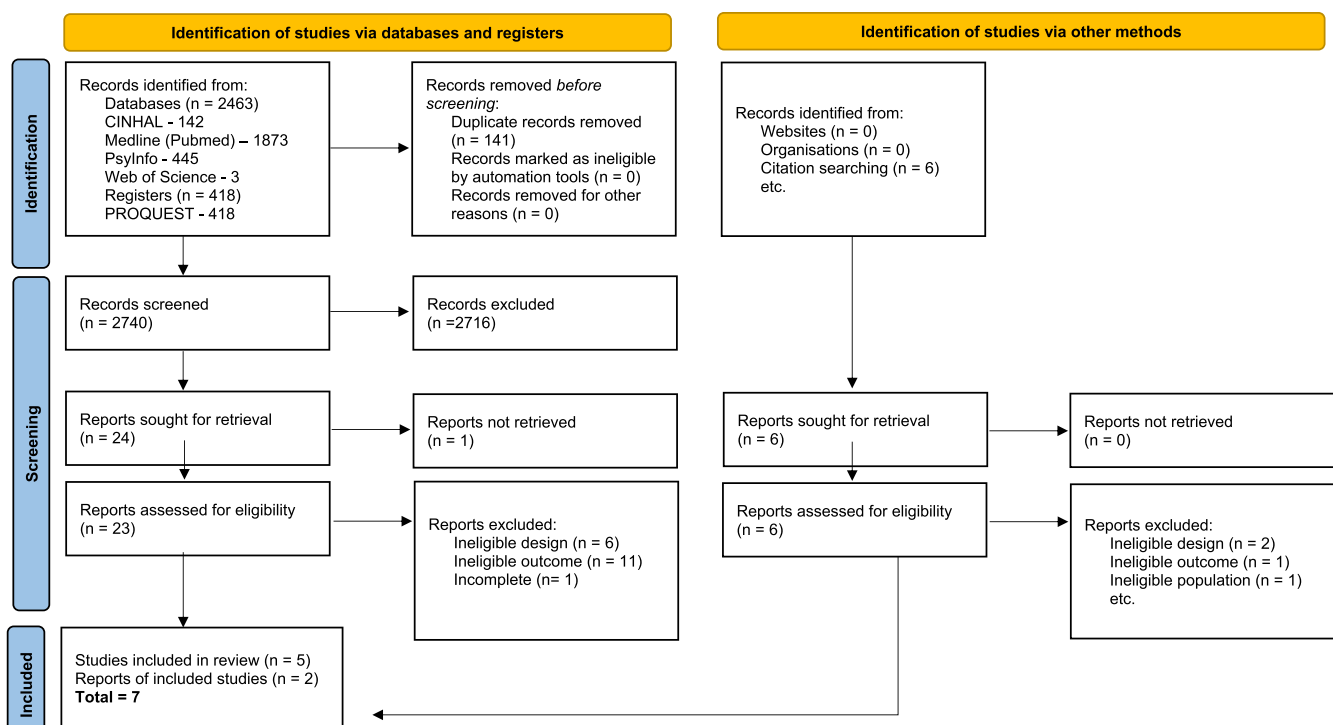 Identification of studies via databases and registers
Identification of studies via other methods
Identification
Records identified from:
Databases (n = 2463)
CINHAL - 142
Medline (Pubmed) – 1873
PsyInfo - 445
Web of Science - 3
Registers (n = 418)
PROQUEST - 418
Records removed before
screening:
Duplicate records removed
(n = 141)
Records marked as ineligible
by automation tools (n = 0)
Records removed for other
reasons (n = 0)
Records identified from:
Websites (n = 0)
Organisations (n = 0)
Citation searching (n = 6)
etc.
Screening
Records screened
(n = 2740)
Records excluded
(n =2716)
Reports sought for retrieval
(n = 24)
Reports not retrieved
(n = 1)
Reports sought for retrieval
(n = 6)
Reports not retrieved
(n = 0)
Reports assessed for eligibility
(n = 23)
Reports excluded:
Ineligible design (n = 6)
Ineligible outcome (n = 11)
Incomplete (n= 1)
Reports assessed for eligibility
(n = 6)
Reports excluded:
Ineligible design (n = 2)
Ineligible outcome (n = 1)
Ineligible population (n = 1)
etc.
Included
Studies included in review (n = 5)
Reports of included studies (n = 2)
Total = 7